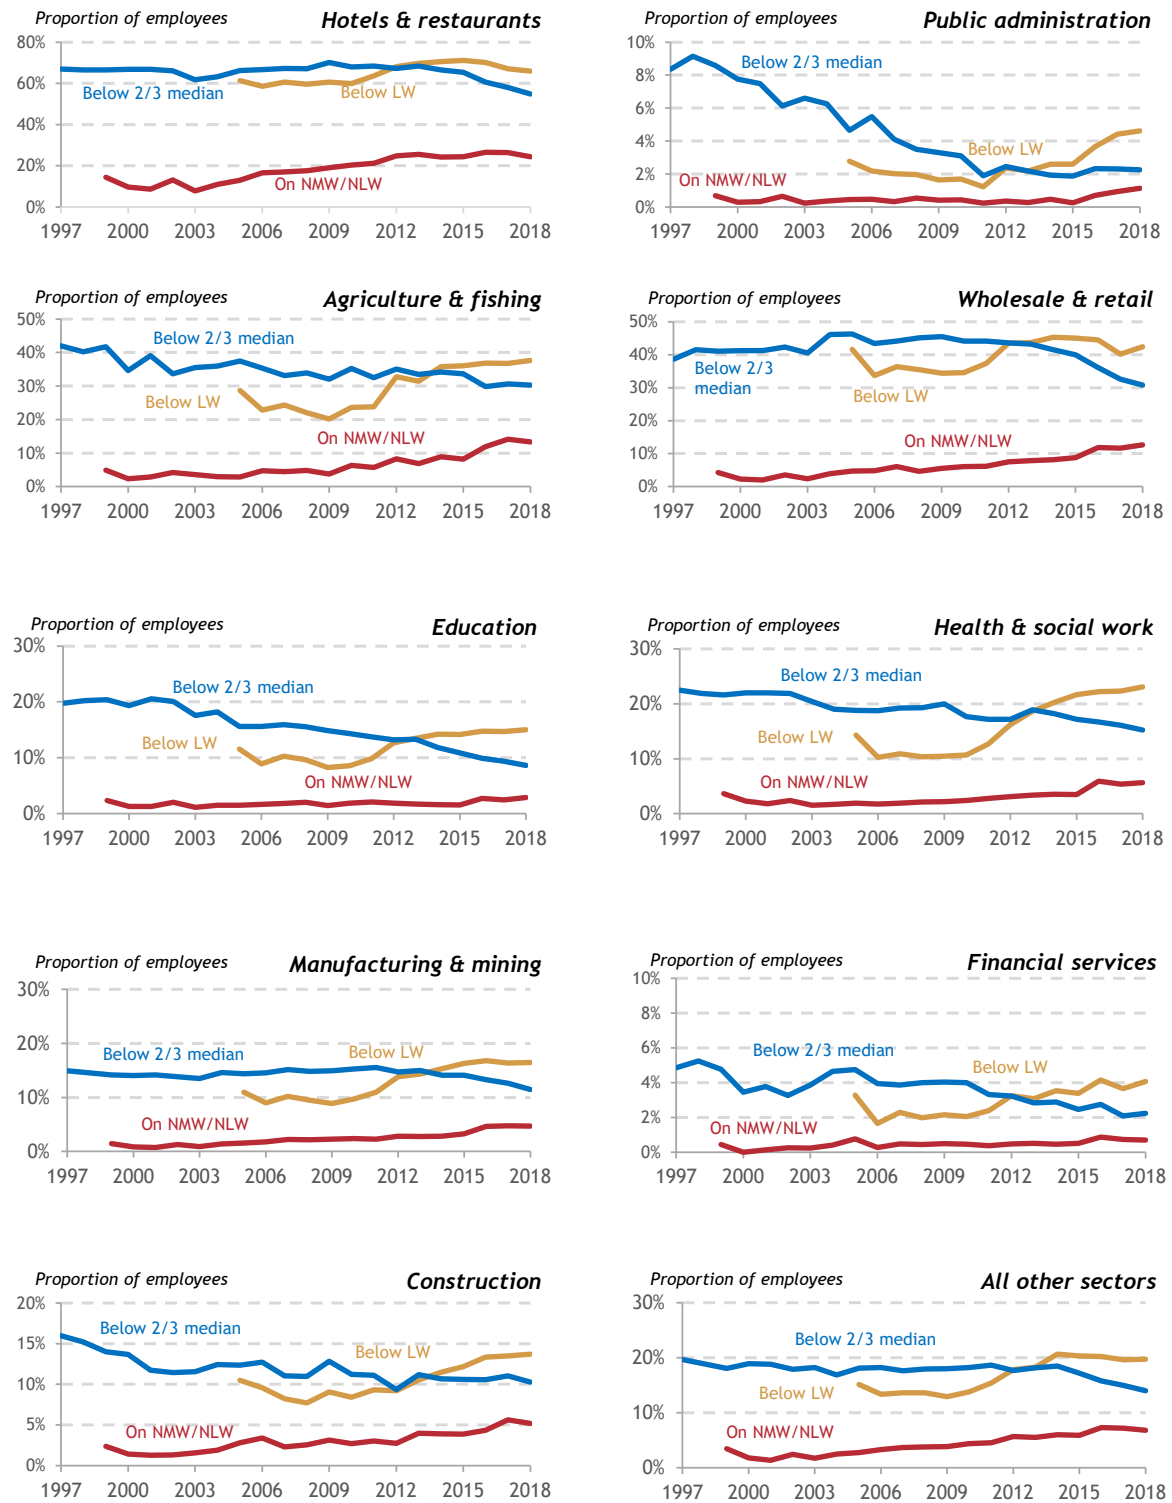 Proportion of employees
Hotels & restaurants
80%
60%
40%
20%
0%
Below 2/3 median
Below LW
On NMW/NLW
1997 2000 2003 2006 2009 2012 2015 2018
Proportion of employees
Public administration
10%
8%
6%
4%
2%
0%
Below 2/3 median
Below LW
On NMW/NLW
1997 2000 2003 2006 2009 2012 2015 2018
Proportion of employees
Agriculture & fishing
50%
40%
30%
20%
10%
0%
Below 2/3 median
Below LW
On NMW/NLW
1997 2000 2003 2006 2009 2012 2015 2018
Proportion of employees
Wholesale & retail
50%
40%
30%
20%
10%
0%
Below 2/3
median
Below LW
On NMW/NLW
1997 2000 2003 2006 2009 2012 2015 2018
Proportion of employees
Education
30%
20%
10%
0%
Below 2/3 median
Below LW
On NMW/NLW
1997 2000 2003 2006 2009 2012 2015 2018
Proportion of employees
Health & social work
30%
20%
10%
0%
Below 2/3 median
Below LW
On NMW/NLW
1997 2000 2003 2006 2009 2012 2015 2018
Proportion of employees
Manufacturing & mining
30%
20%
10%
0%
Below 2/3 median
Below LW
On NMW/NLW
1997 2000 2003 2006 2009 2012 2015 2018
Proportion of employees
Financial services
10%
8%
6%
4%
2%
0%
Below 2/3 median
Below LW
On NMW/NLW
1997 2000 2003 2006 2009 2012 2015 2018
Proportion of employees
Construction
20%
15%
10%
5%
0%
Below 2/3 median
Below LW
On NMW/NLW
1997 2000 2003 2006 2009 2012 2015 2018
Proportion of employees
All other sectors
30%
20%
10%
0%
Below 2/3 median
Below LW
On NMW/NLW
1997 2000 2003 2006 2009 2012 2015 2018